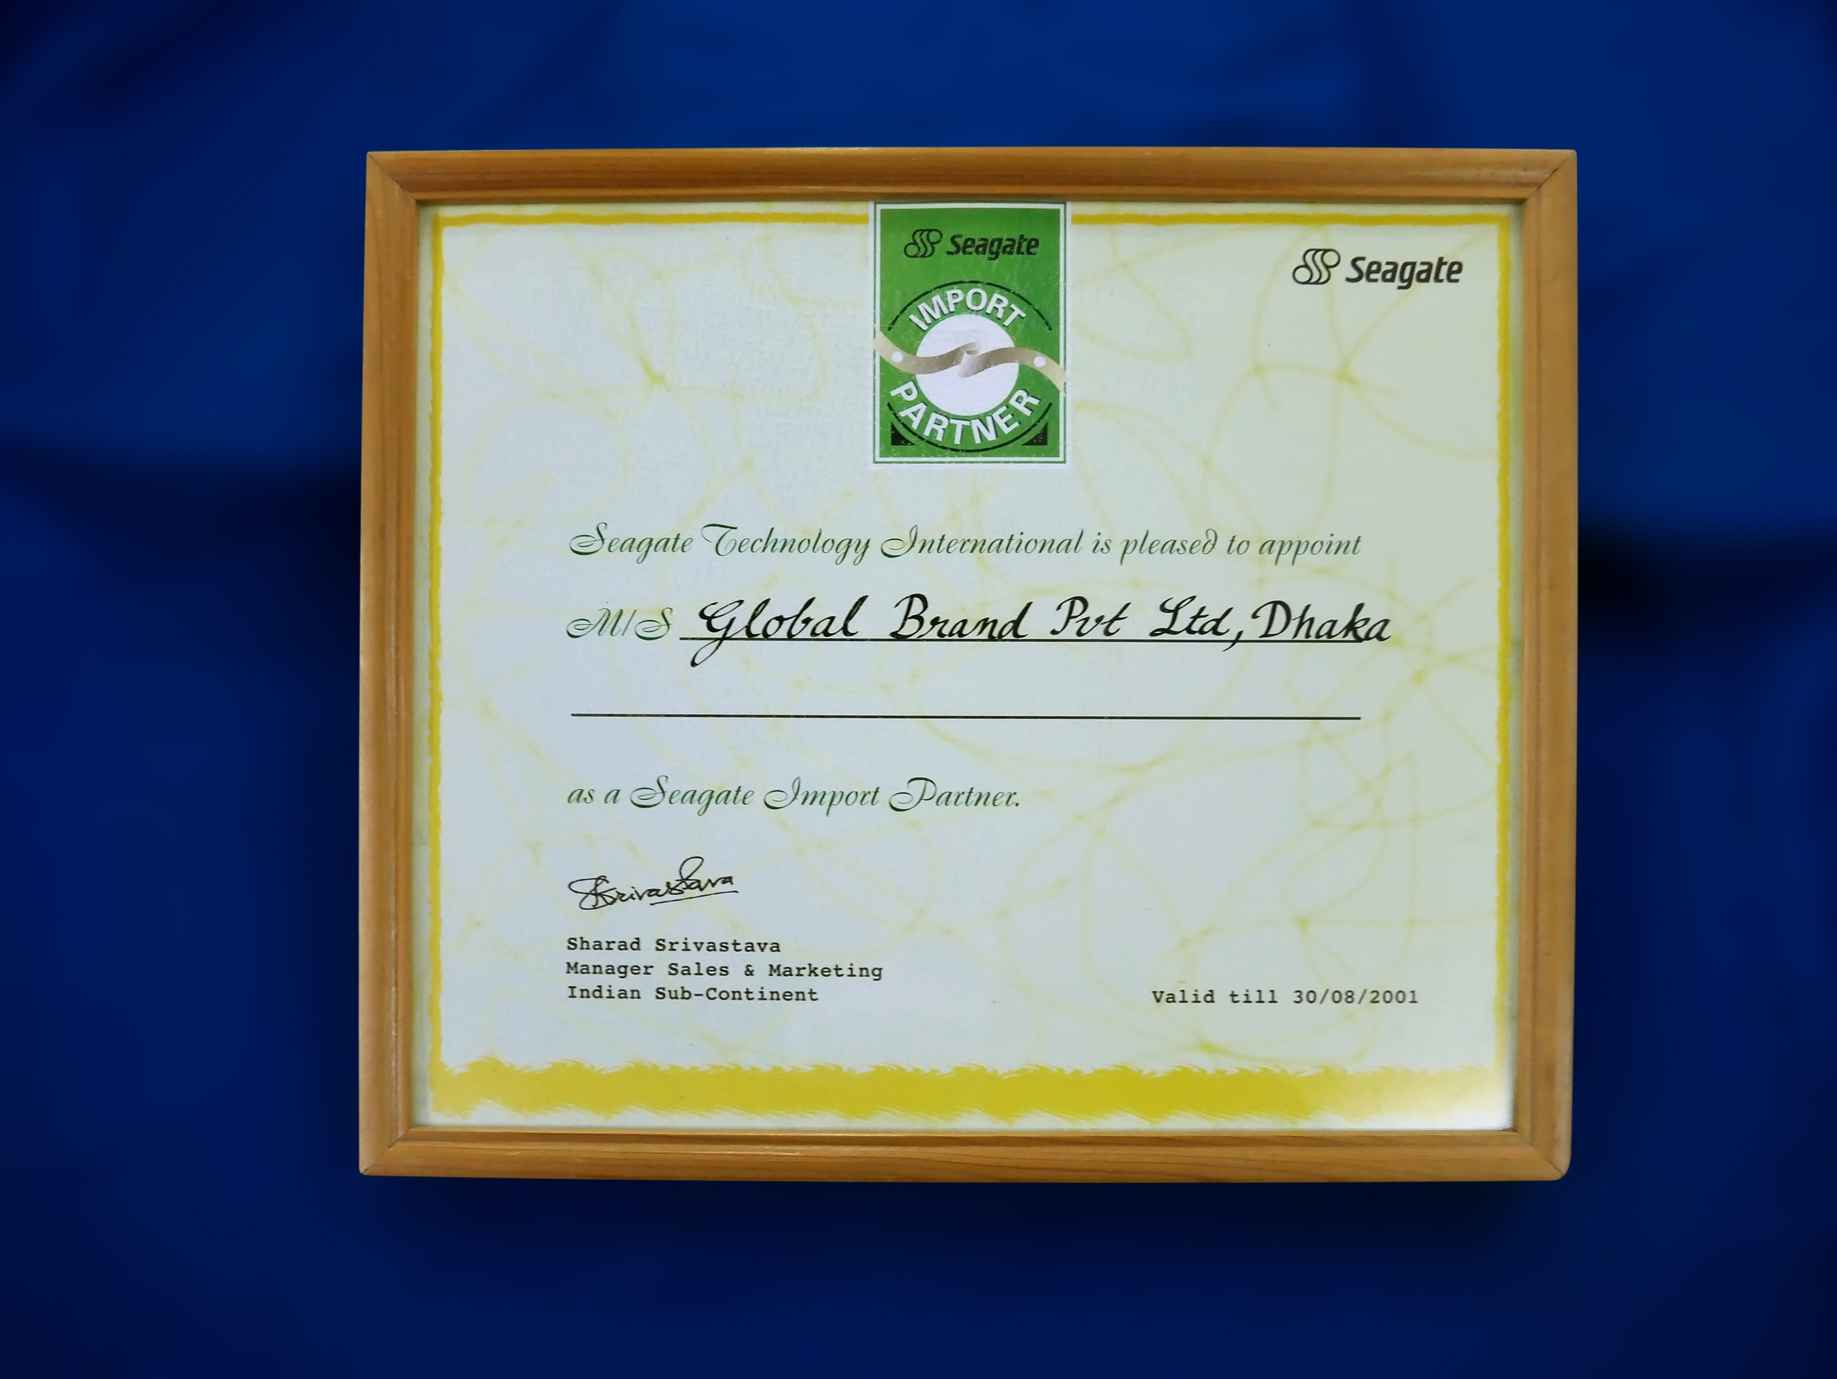 Seagate
IMPORT
PARTNER
Seagate
Seagate Technology International is pleased to appoint
M/S Global Brand Pvt Ltd, Dhaka
as a Seagate Import Partner.
Srivastava
Sharad Srivastava
Manager Sales & Marketing
Indian Sub-Continent
Valid till 30/08/2001